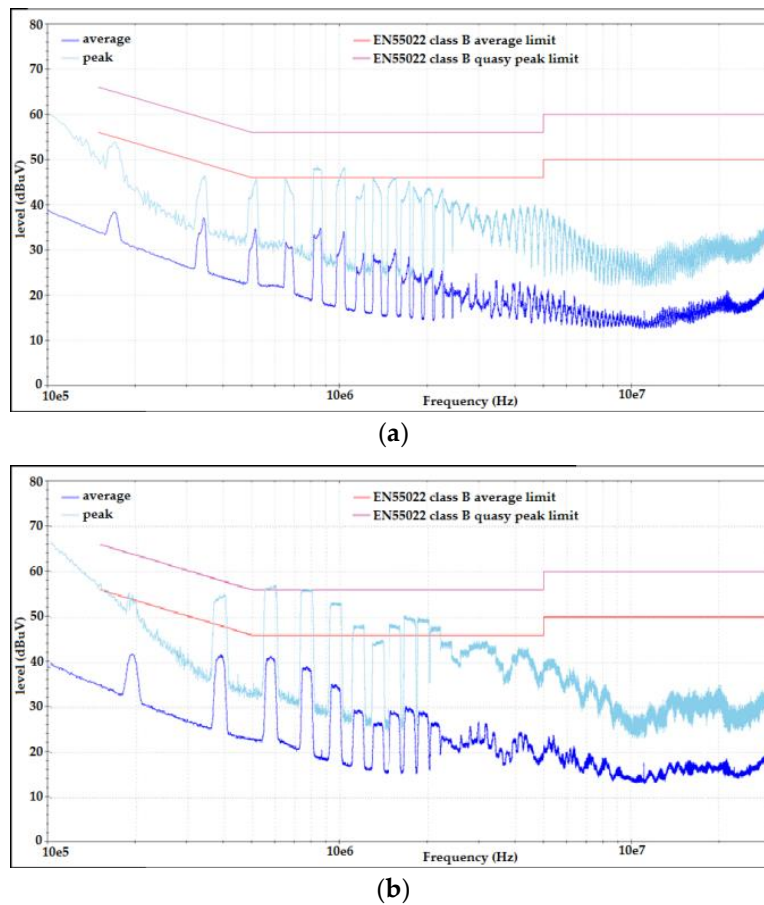 80
average
EN55022 class B average limit
70
peak
EN55022 class B quasy peak limit
60
50
40
level (dBuV)
30
20
10
0
10e5
10e6
Frequency (Hz)
10e7
(a)
80
average
EN55022 class B average limit
peak
EN55022 class B quasy peak limit
70
60
50
40
level (dBuV)
30
20
10
0
10e5
10e6
Frequency (Hz)
10e7
(b)